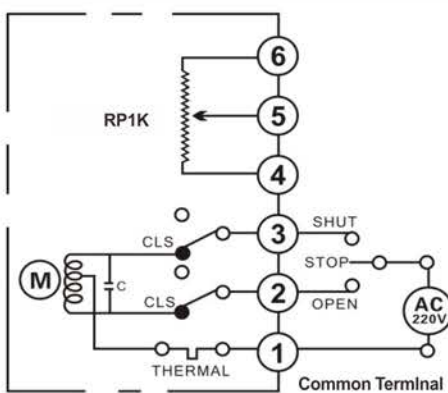 6
RP1K
5
4
CLS
3
SHUT
STOP
M
C
CLS
2
OPEN
AC
220V
1
THERMAL
Common TermInal